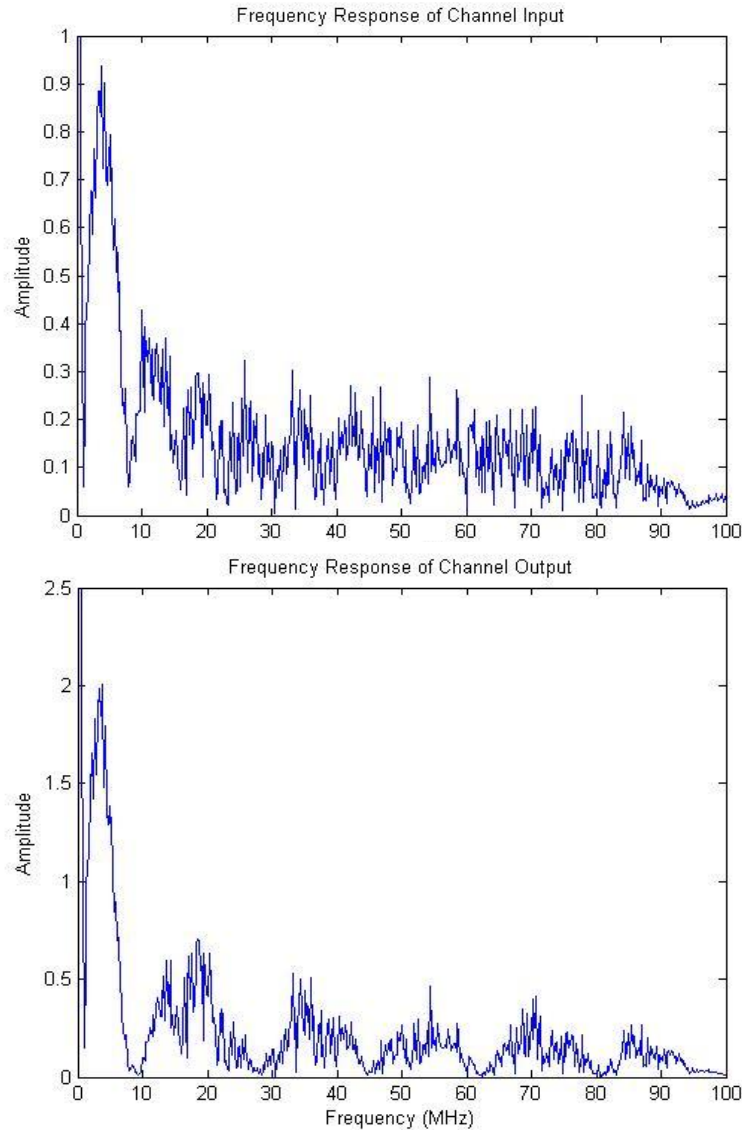 Frequency Response of Channel Input
1
0.9
0.8
0.7
0.6
0.5
0.4
0.3
0.2
0.1
0
Amplitude
0 10 20 30 40 50 60 70 80 90 100
Frequency Response of Channel Output
2.5
2
1.5
1
0.5
0
Amplitude
0 10 20 30 40 50 60 70 80 90 100
Frequency (MHz)